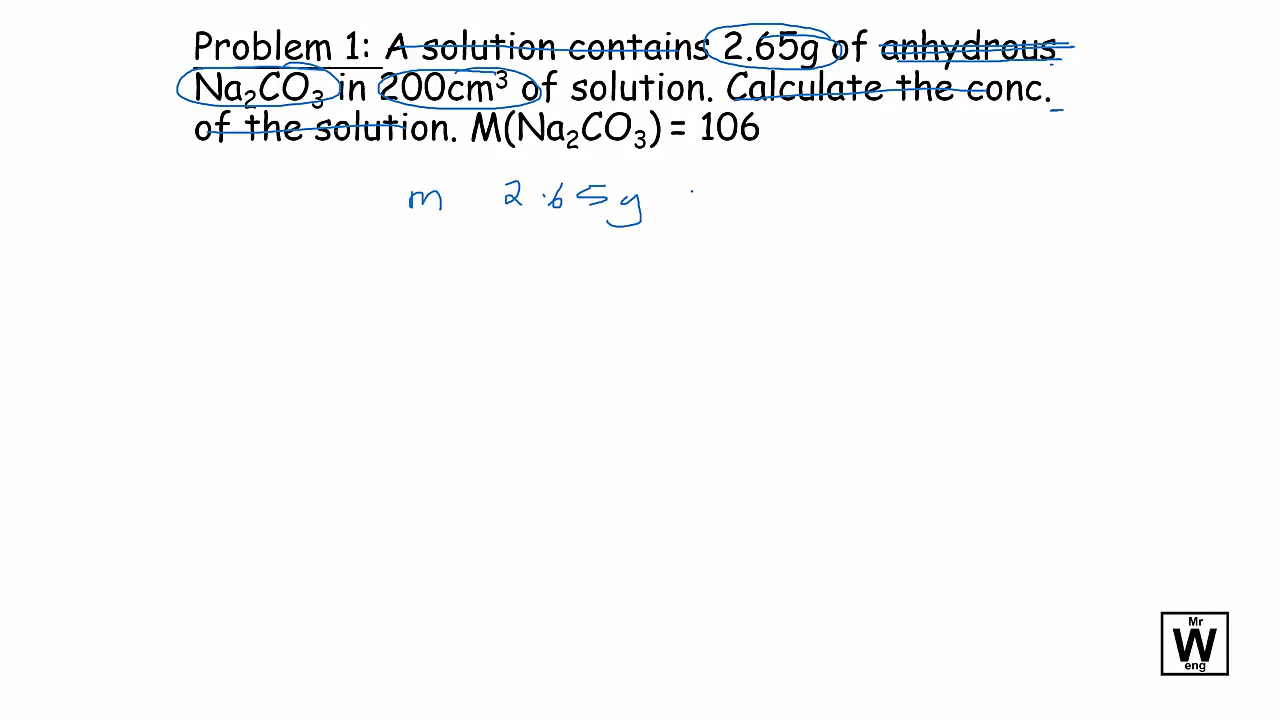 Problem 1: A solution contains 2.65g of anhydrous
Na₂CO₃ in 200cm³ of solution. Calculate the conc.
of the solution. M(Na₂CO₃) = 106
m 2.65g
Mr
W
eng